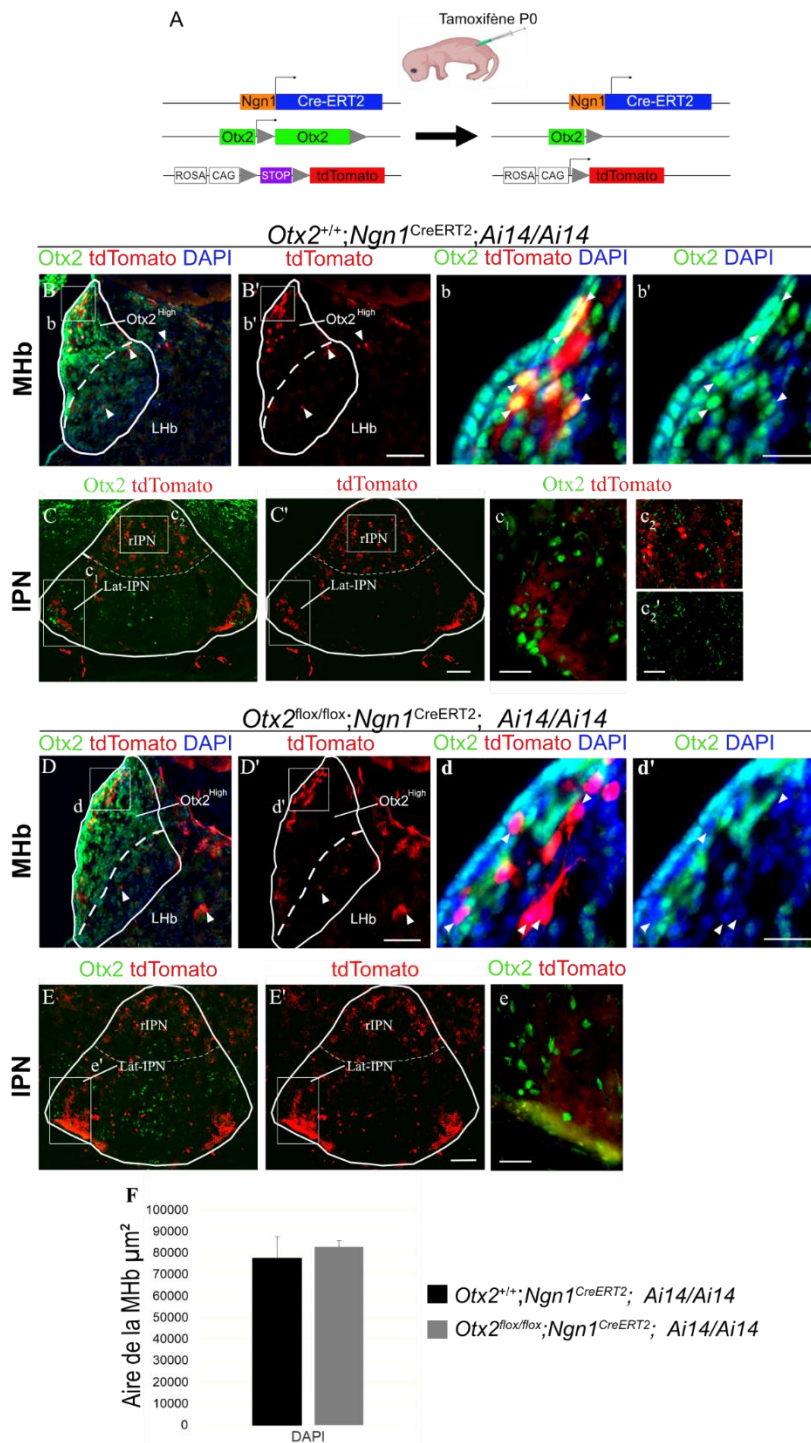 A
Tamoxifène P0
Ngn1 Cre-ERT2 Ngn1 Cre-ERT2
Otx2 Otx2 Otx2
ROSA CAG STOP tdTomato ROSA CAG tdTomato
Otx2+/+;Ngn1CreERT2;Ai14/Ai14
Otx2 tdTomato DAPI tdTomato Otx2 tdTomato DAPI Otx2 DAPI
MHb
B b Otx2High LHb
B' b' LHb
b
b'
Otx2 tdTomato tdTomato Otx2 tdTomato
IPN
C c2 rIPN c1 Lat-IPN
C' rIPN Lat-IPN
c1
c2
c2'
Otx2flox/flox;Ngn1CreERT2; Ai14/Ai14
Otx2 tdTomato DAPI tdTomato Otx2 tdTomato DAPI Otx2 DAPI
MHb
D d Otx2High LHb
D' d' Otx2High LHb
d
d'
Otx2 tdTomato tdTomato Otx2 tdTomato
IPN
E rIPN e' Lat-IPN
E' rIPN Lat-IPN
e
F
Aire de la MHb µm²
100000
90000
80000
70000
60000
50000
40000
30000
20000
10000
0
DAPI
Otx2+/+;Ngn1CreERT2; Ai14/Ai14
Otx2flox/flox;Ngn1CreERT2; Ai14/Ai14